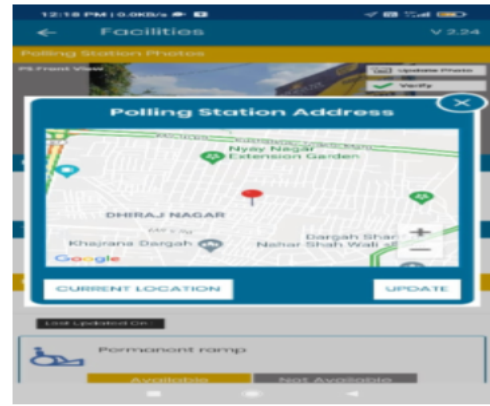 12:18 PM | 0.0KB/s
Facilities
V 2.24
Polling Station Photos
PS Front View
Update Photo
Verify
Polling Station Address
Nyay Nagar
Extension Garden
DHIRAJ NAGAR
Khajrana Dargah
Dargah Shar
Nahar Shah Wali s
Google
CURRENT LOCATION
UPDATE
Last Updated On :
Permanent ramp
Available
Not Available